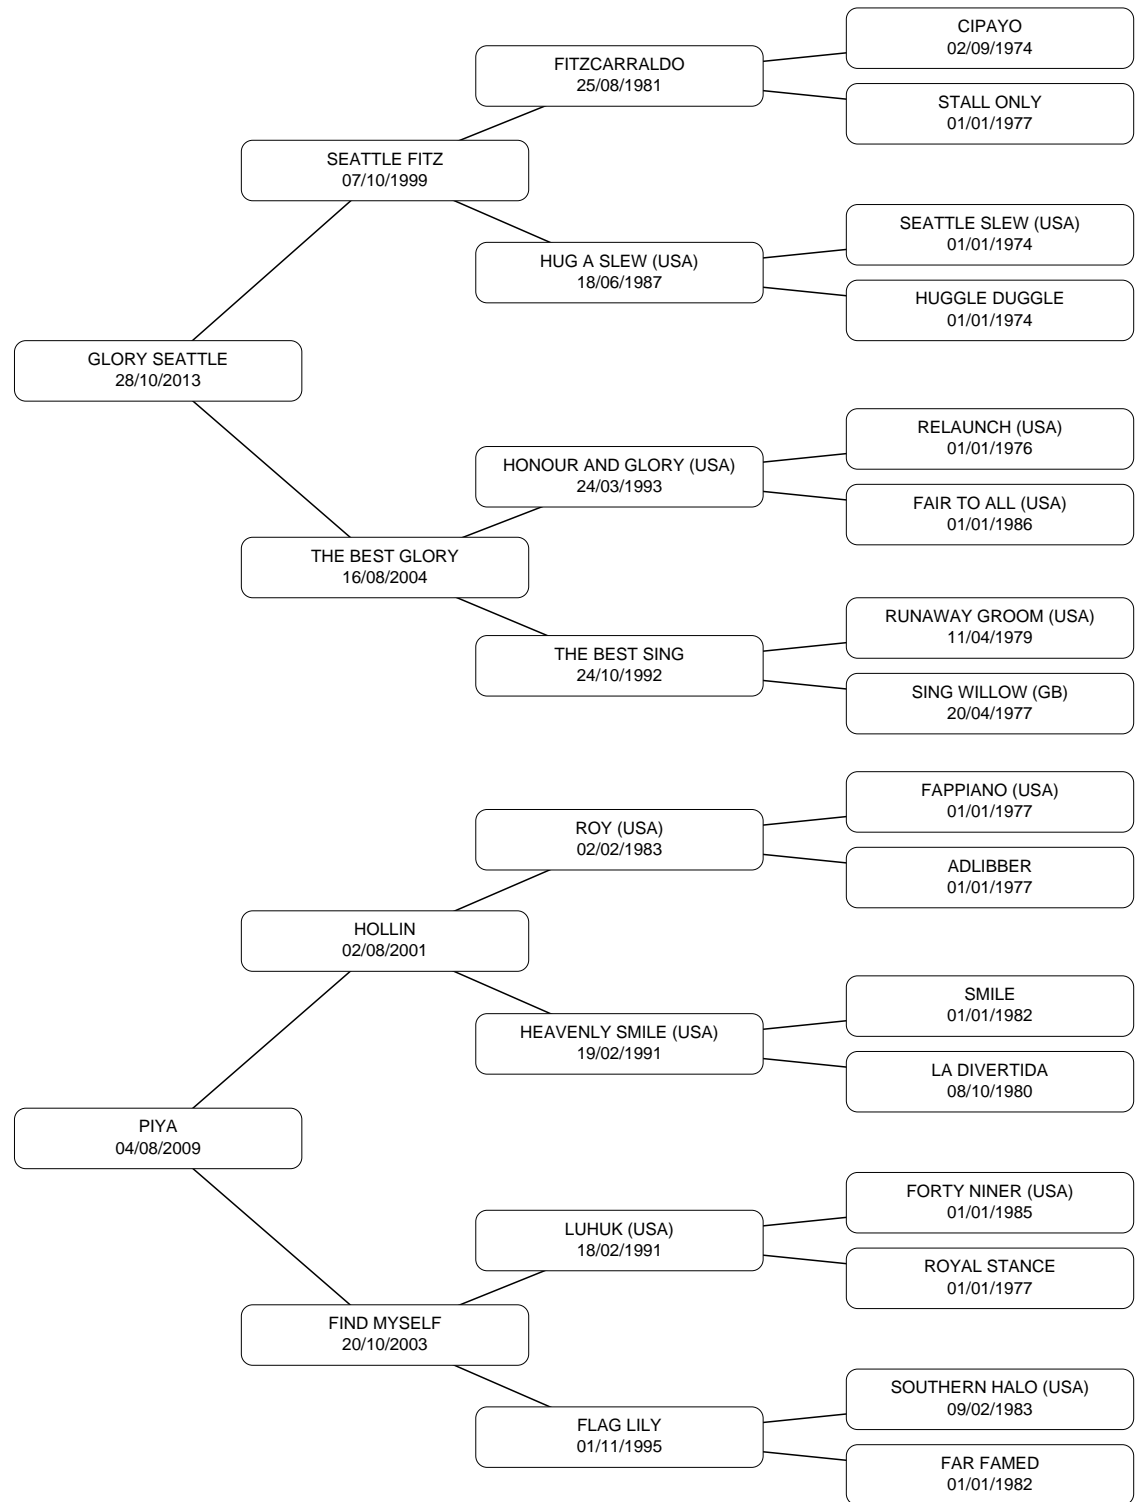 CIPAYO
02/09/1974
FITZCARRALDO
25/08/1981
STALL ONLY
01/01/1977
SEATTLE FITZ
07/10/1999
SEATTLE SLEW (USA)
01/01/1974
HUG A SLEW (USA)
18/06/1987
HUGGLE DUGGLE
01/01/1974
GLORY SEATTLE
28/10/2013
RELAUNCH (USA)
01/01/1976
HONOUR AND GLORY (USA)
24/03/1993
FAIR TO ALL (USA)
01/01/1986
THE BEST GLORY
16/08/2004
RUNAWAY GROOM (USA)
11/04/1979
THE BEST SING
24/10/1992
SING WILLOW (GB)
20/04/1977
FAPPIANO (USA)
01/01/1977
ROY (USA)
02/02/1983
ADLIBBER
01/01/1977
HOLLIN
02/08/2001
SMILE
01/01/1982
HEAVENLY SMILE (USA)
19/02/1991
LA DIVERTIDA
08/10/1980
PIYA
04/08/2009
FORTY NINER (USA)
01/01/1985
LUHUK (USA)
18/02/1991
ROYAL STANCE
01/01/1977
FIND MYSELF
20/10/2003
SOUTHERN HALO (USA)
09/02/1983
FLAG LILY
01/11/1995
FAR FAMED
01/01/1982